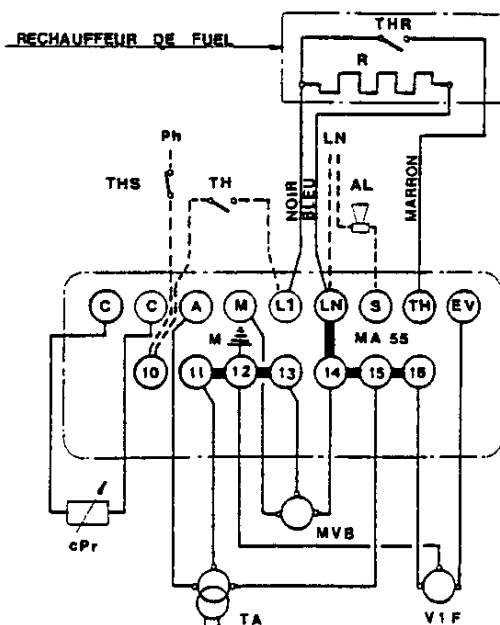 THR
RECHAUFFEUR DE FUEL
R
Ph
LN
THS
TH
AL
NOIR
BLEU
MARRON
C C A M L1 LN S TH EV
M
MA 55
10 11 12 13 14 15 16
cPr
MVB
TA
V1F